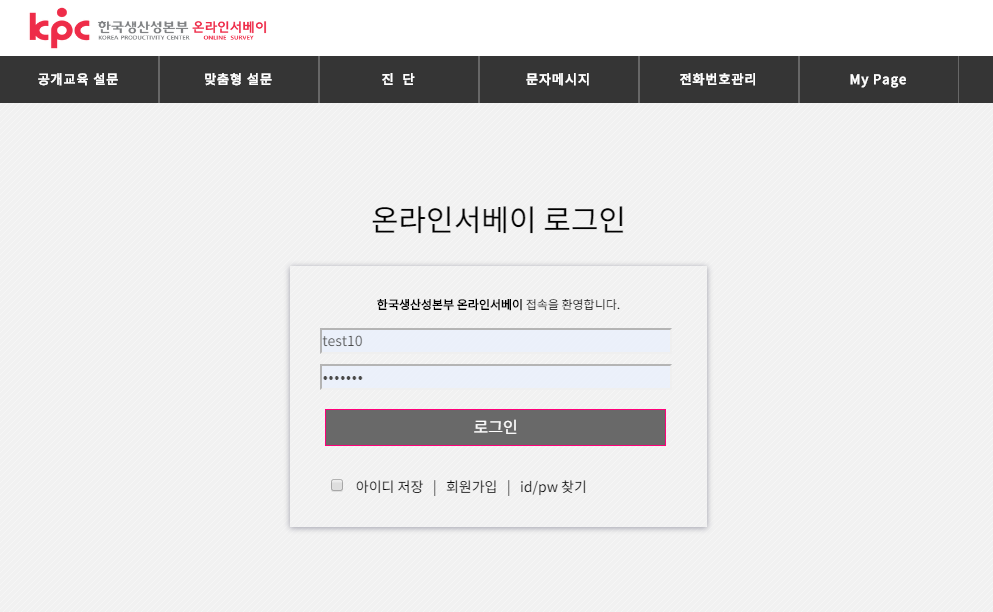 kpc 한국생산성본부 온라인서베이
KOREA PRODUCTIVITY CENTER ONLINE SURVEY
공개교육 설문 맞춤형 설문 진 단 문자메시지 전화번호관리 My Page
온라인서베이 로그인
한국생산성본부 온라인서베이 접속을 환영합니다.
test10
•••••••
로그인
아이디 저장 | 회원가입 | id/pw 찾기